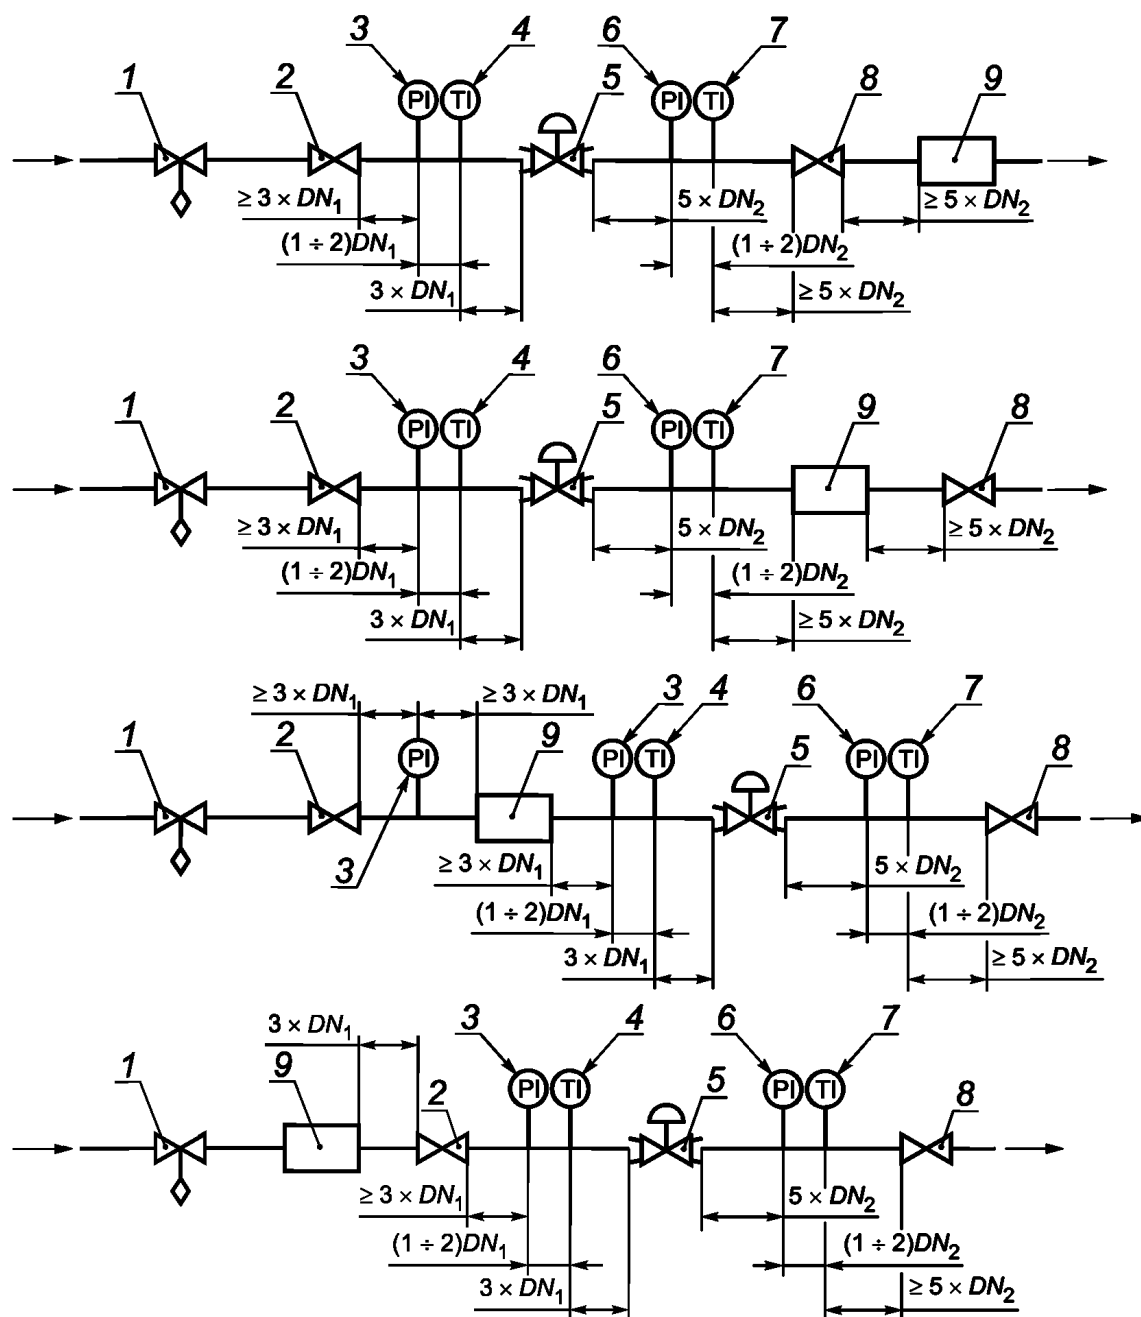 3 4 6 7
1 2 5 8 9
PI TI PI TI
≥ 3 × DN₁ 5 × DN₂ ≥ 5 × DN₂
(1 ÷ 2)DN₁ (1 ÷ 2)DN₂
3 × DN₁ ≥ 5 × DN₂
3 4 6 7
1 2 5 9 8
PI TI PI TI
≥ 3 × DN₁ 5 × DN₂ ≥ 5 × DN₂
(1 ÷ 2)DN₁ (1 ÷ 2)DN₂
3 × DN₁ ≥ 5 × DN₂
≥ 3 × DN₁ ≥ 3 × DN₁ 3 4 6 7
1 2 9 5 8
PI PI TI PI TI
3 ≥ 3 × DN₁ 5 × DN₂
(1 ÷ 2)DN₁ (1 ÷ 2)DN₂
3 × DN₁ ≥ 5 × DN₂
3 × DN₁ 3 4 6 7
1 9 2 5 8
PI TI PI TI
≥ 3 × DN₁ 5 × DN₂
(1 ÷ 2)DN₁ (1 ÷ 2)DN₂
3 × DN₁ ≥ 5 × DN₂